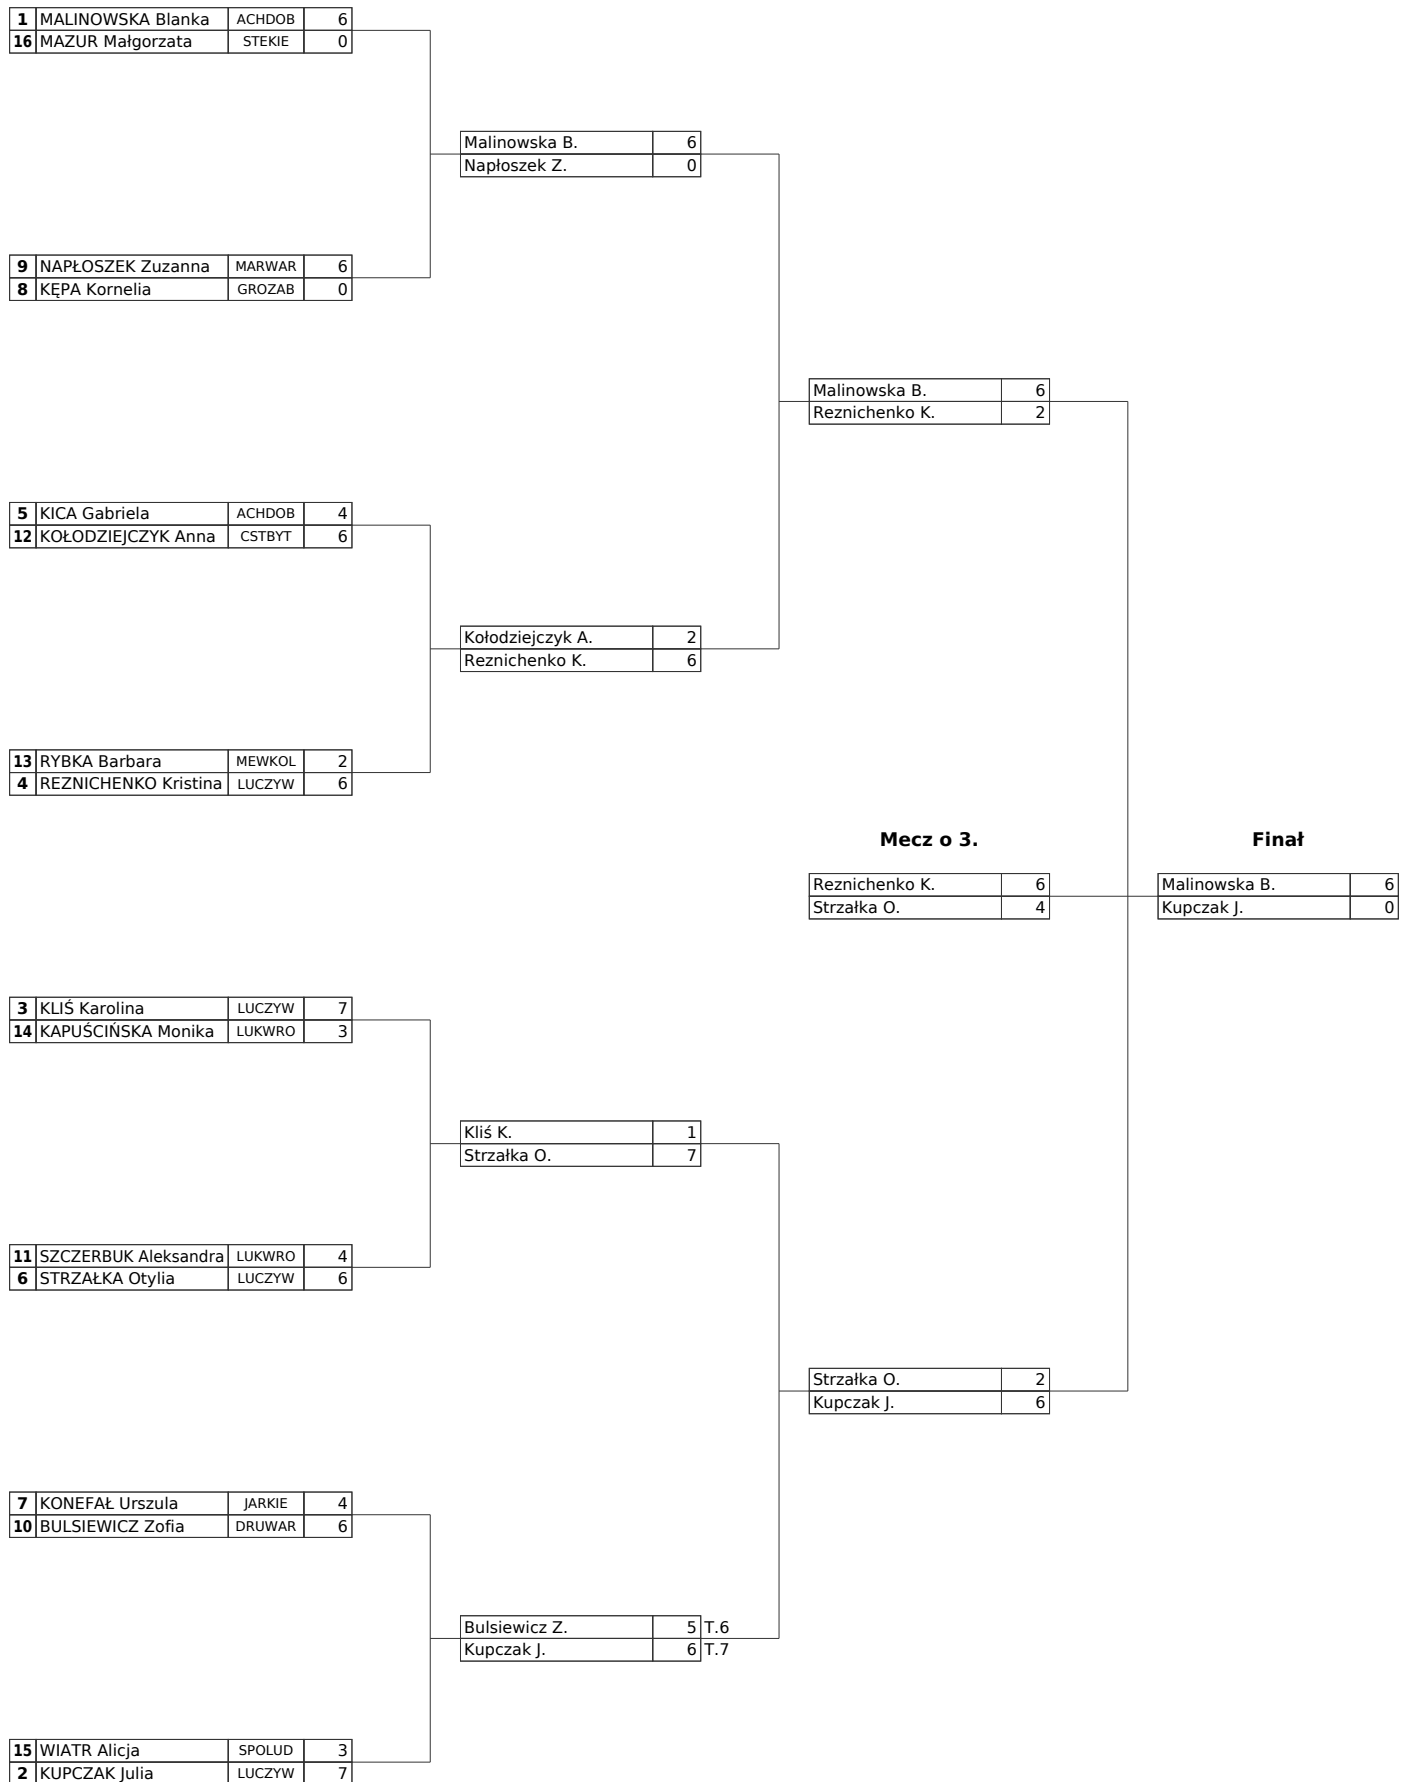 1 MALINOWSKA Blanka ACHDOB 6
16 MAZUR Małgorzata STEKIE 0
Malinowska B. 6
Napłoszek Z. 0
9 NAPŁOSZEK Zuzanna MARWAR 6
8 KĘPA Kornelia GROZAB 0
Malinowska B. 6
Reznichenko K. 2
5 KICA Gabriela ACHDOB 4
12 KOŁODZIEJCZYK Anna CSTBYT 6
Kołodziejczyk A. 2
Reznichenko K. 6
13 RYBKA Barbara MEWKOL 2
4 REZNICHENKO Kristina LUCZYW 6
Mecz o 3. Finał
Reznichenko K. 6 Malinowska B. 6
Strzałka O. 4 Kupczak J. 0
3 KLIŚ Karolina LUCZYW 7
14 KAPUŚCIŃSKA Monika LUKWRO 3
Kliś K. 1
Strzałka O. 7
11 SZCZERBUK Aleksandra LUKWRO 4
6 STRZAŁKA Otylia LUCZYW 6
Strzałka O. 2
Kupczak J. 6
7 KONEFAŁ Urszula JARKIE 4
10 BULSIEWICZ Zofia DRUWAR 6
Bulsiewicz Z. 5 T.6
Kupczak J. 6 T.7
15 WIATR Alicja SPOLUD 3
2 KUPCZAK Julia LUCZYW 7